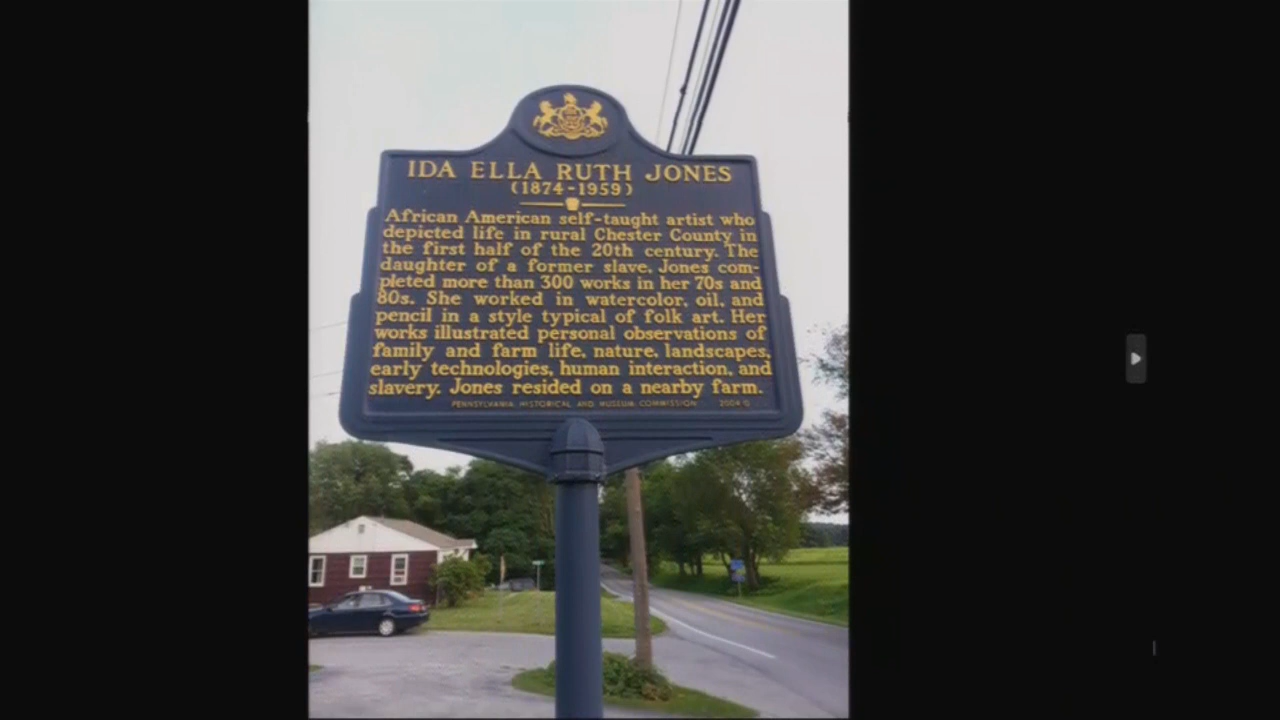 IDA ELLA RUTH JONES
(1874-1959)
African American self-taught artist who
depicted life in rural Chester County in
the first half of the 20th century. The
daughter of a former slave, Jones com-
pleted more than 300 works in her 70s and
80s. She worked in watercolor, oil, and
pencil in a style typical of folk art. Her
works illustrated personal observations of
family and farm life, nature, landscapes,
early technologies, human interaction, and
slavery. Jones resided on a nearby farm.
PENNSYLVANIA HISTORICAL AND MUSEUM COMMISSION 2004